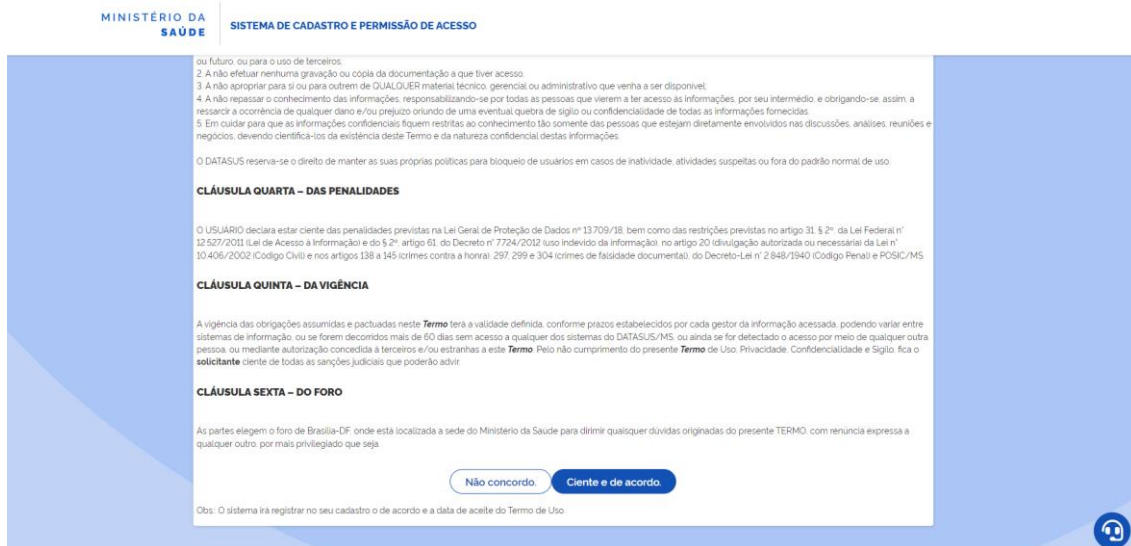 MINISTÉRIO DA
SAÚDE
SISTEMA DE CADASTRO E PERMISSÃO DE ACESSO
ou futuro, ou para o uso de terceiros;
2. A não efetuar nenhuma gravação ou cópia da documentação a que tiver acesso;
3. A não apropriar para si ou para outrem de QUALQUER material técnico, gerencial ou administrativo que venha a ser disponível;
4. A não repassar o conhecimento das informações, responsabilizando-se por todas as pessoas que vierem a ter acesso às informações, por seu intermédio, e obrigando-se, assim, a
ressarcir a ocorrência de qualquer dano e/ou prejuízo oriundo de uma eventual quebra de sigilo ou confidencialidade de todas as informações fornecidas.
5. Em cuidar para que as informações confidenciais fiquem restritas ao conhecimento tão somente das pessoas que estejam diretamente envolvidos nas discussões, análises, reuniões e
negócios, devendo cientificá-los da existência deste Termo e da natureza confidencial destas informações.
O DATASUS reserva-se o direito de manter as suas próprias políticas para bloqueio de usuários em casos de inatividade, atividades suspeitas ou fora do padrão normal de uso.
CLÁUSULA QUARTA – DAS PENALIDADES
O USUÁRIO declara estar ciente das penalidades previstas na Lei Geral de Proteção de Dados nº 13.709/18, bem como das restrições previstas no artigo 31, § 2º, da Lei Federal n°
12.527/2011 (Lei de Acesso à Informação) e do § 2º, artigo 61, do Decreto n° 7.724/2012 (uso indevido da informação), no artigo 20 (divulgação autorizada ou necessária) da Lei n°
10.406/2002 (Código Civil) e nos artigos 138 a 145 (crimes contra a honra), 297, 299 e 304 (crimes de falsidade documental), do Decreto-Lei n° 2.848/1940 (Código Penal) e POSIC/MS.
CLÁUSULA QUINTA – DA VIGÊNCIA
A vigência das obrigações assumidas e pactuadas neste Termo terá a validade definida, conforme prazos estabelecidos por cada gestor da informação acessada, podendo variar entre
sistemas de informação, ou se forem decorridos mais de 60 dias sem acesso a qualquer dos sistemas do DATASUS/MS, ou ainda se for detectado o acesso por meio de qualquer outra
pessoa, ou mediante autorização concedida à terceiros e/ou estranhas a este Termo. Pelo não cumprimento do presente Termo de Uso, Privacidade, Confidencialidade e Sigilo, fica o
solicitante ciente de todas as sanções judiciais que poderão advir.
CLÁUSULA SEXTA – DO FORO
As partes elegem o foro de Brasília-DF, onde está localizada a sede do Ministério da Saúde para dirimir quaisquer dúvidas originadas do presente TERMO, com renúncia expressa a
qualquer outro, por mais privilegiado que seja.
Não concordo.
Ciente e de acordo.
Obs.: O sistema irá registrar no seu cadastro o de acordo e a data de aceite do Termo de Uso.